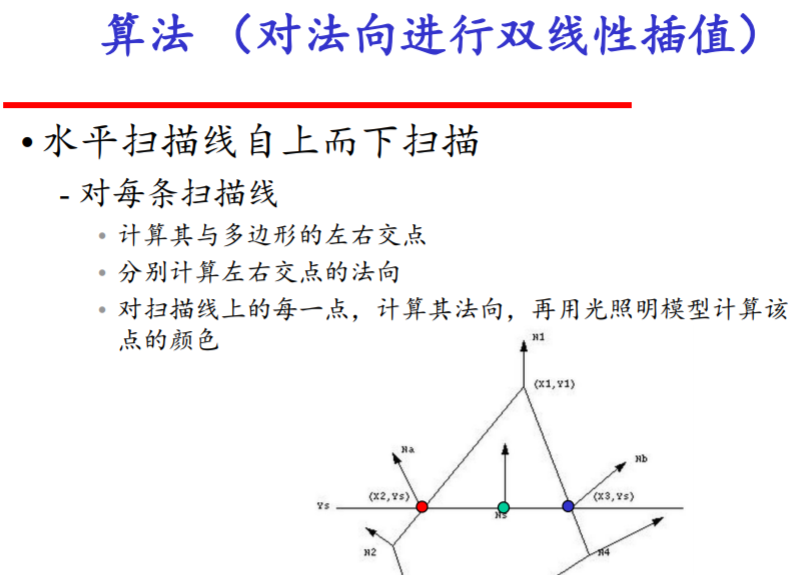 算法 （对法向进行双线性插值）
•水平扫描线自上而下扫描
- 对每条扫描线
• 计算其与多边形的左右交点
• 分别计算左右交点的法向
• 对扫描线上的每一点，计算其法向，再用光照明模型计算该
点的颜色
N1
(X1,Y1)
Na
Nb
(X2,Ys)
(X3,Ys)
Ys
Ns
N2
N4